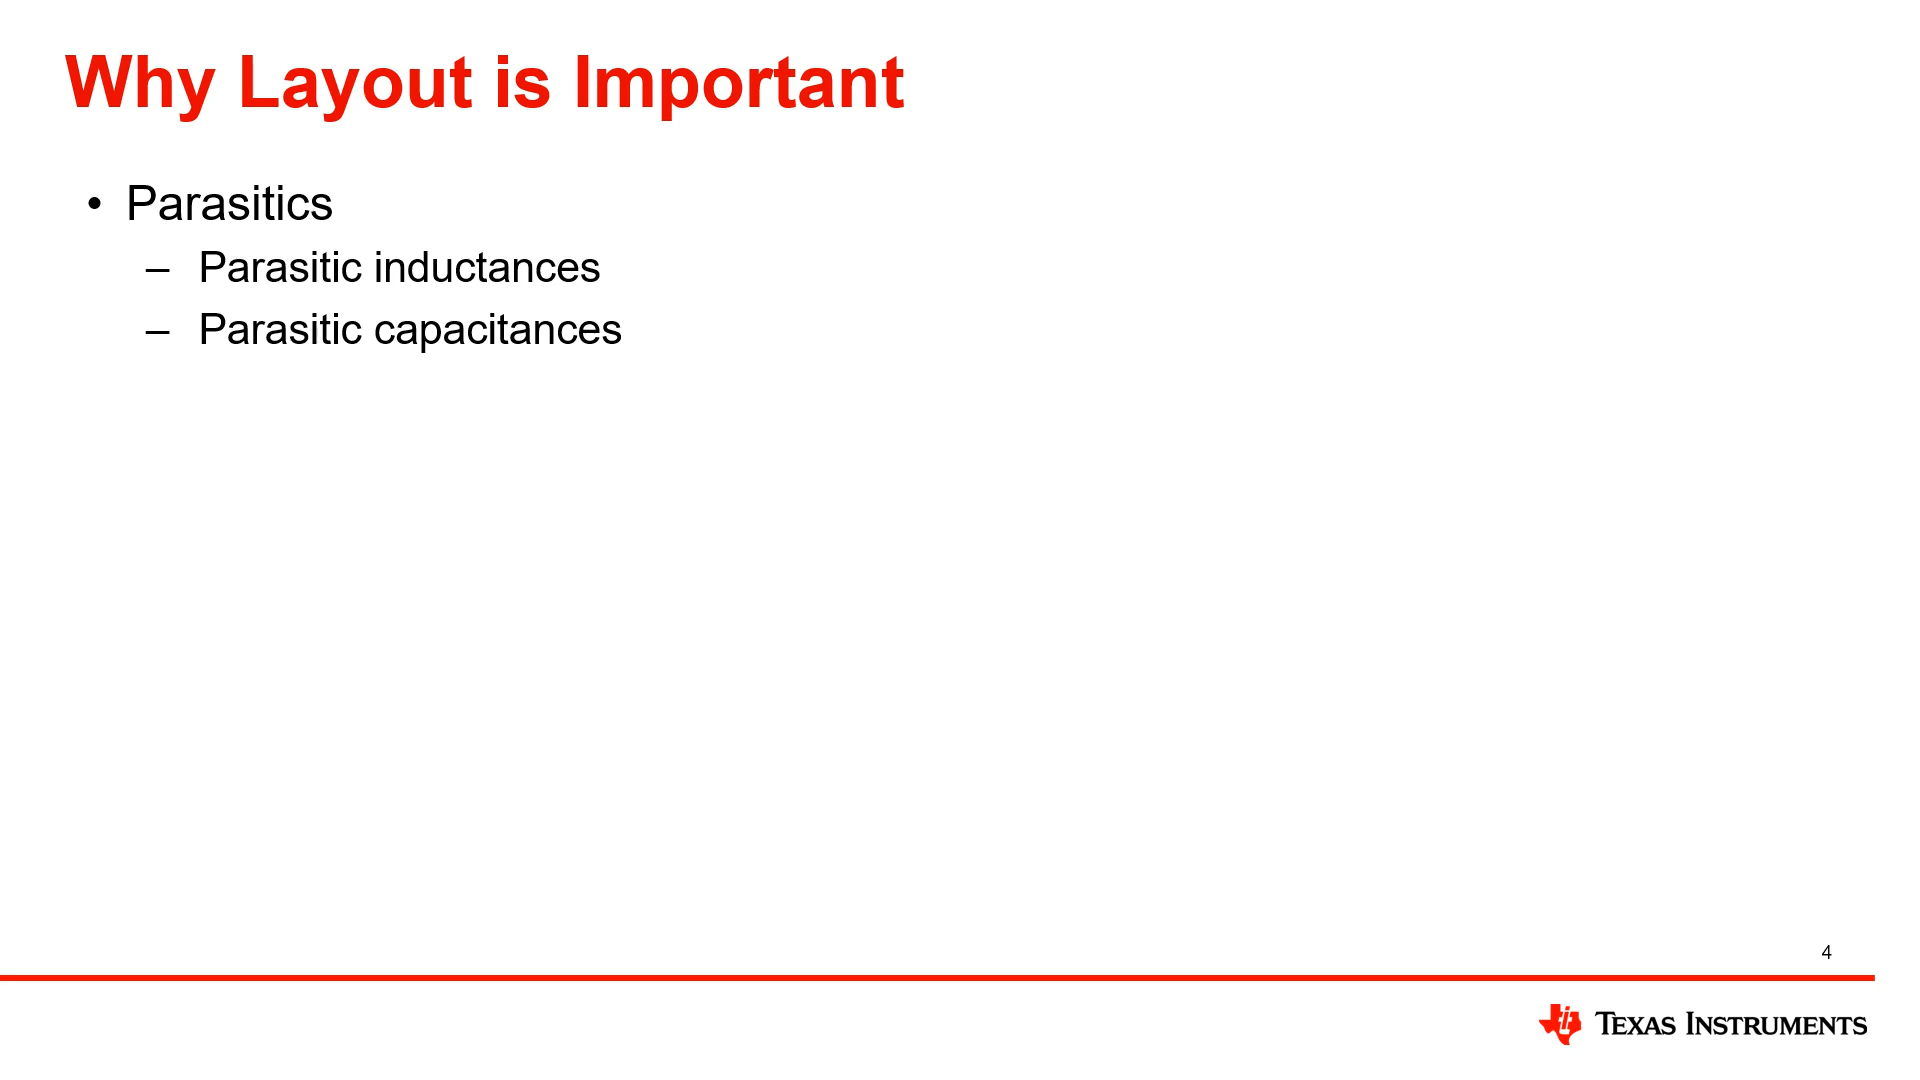 Why Layout is Important
• Parasitics
– Parasitic inductances
– Parasitic capacitances
4
TEXAS INSTRUMENTS